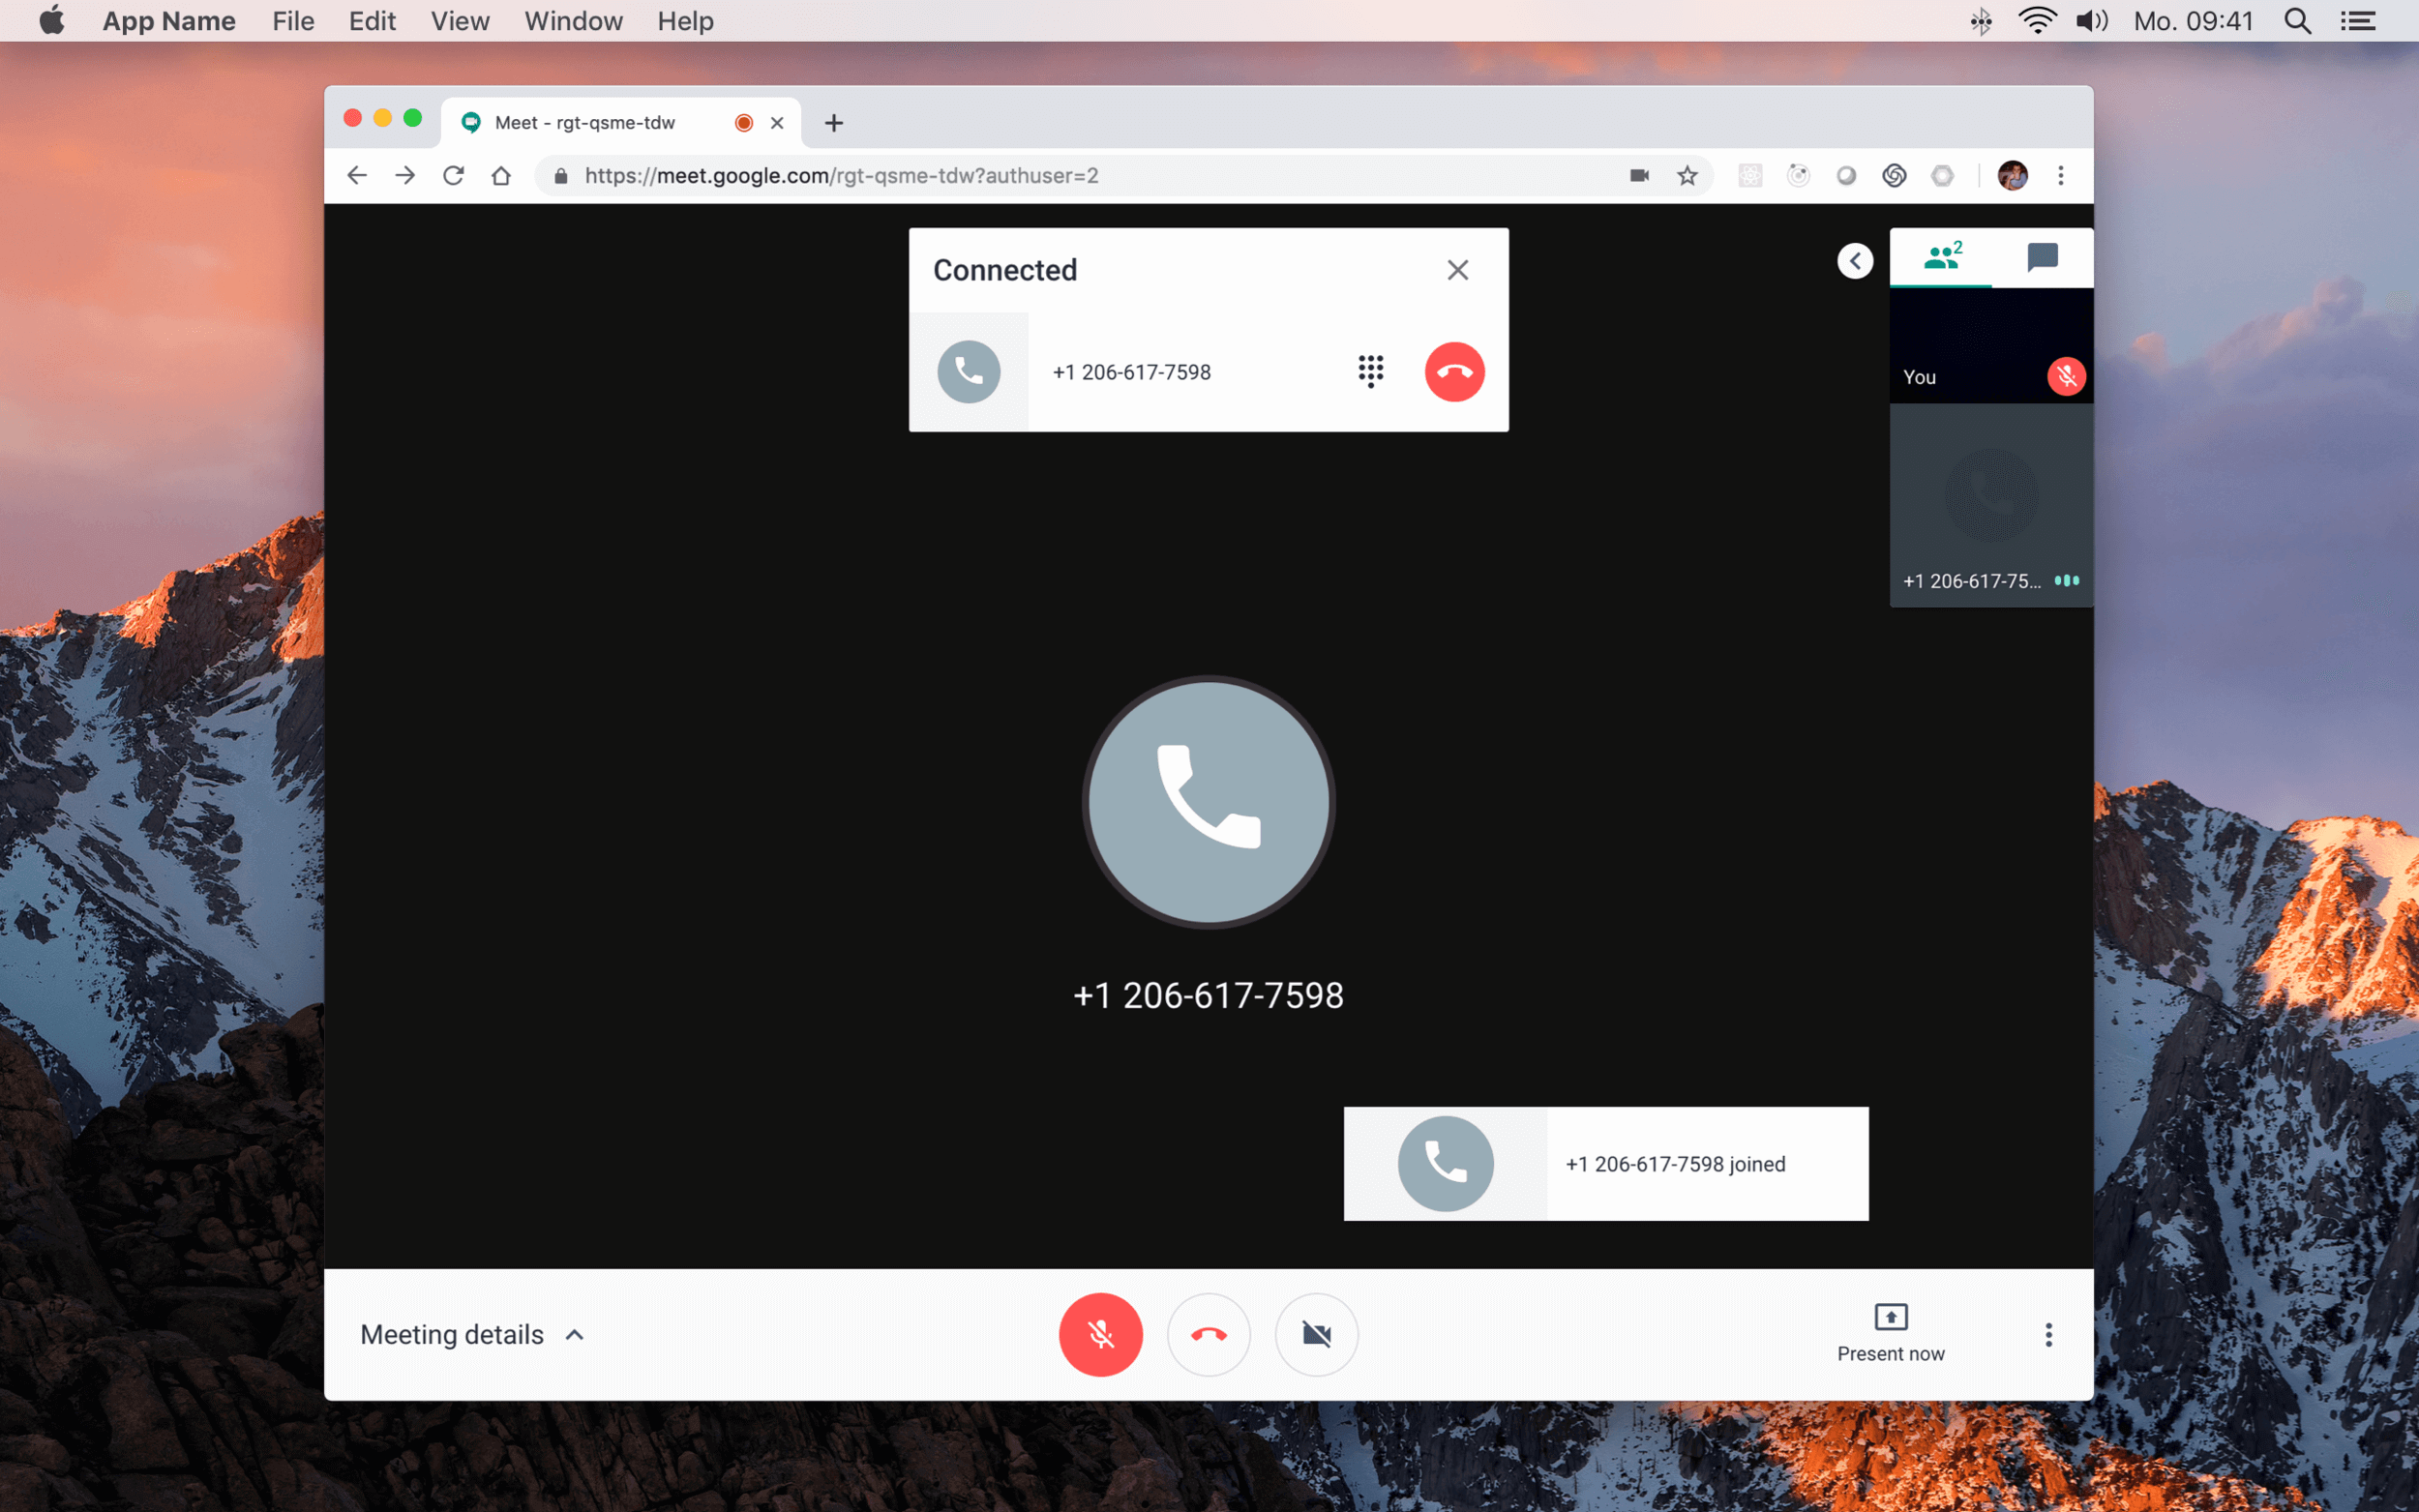 App Name File Edit View Window Help Mo. 09:41
Meet - rgt-qsme-tdw
https://meet.google.com/rgt-qsme-tdw?authuser=2
Connected
+1 206-617-7598
2
You
+1 206-617-75...
+1 206-617-7598
+1 206-617-7598 joined
Meeting details
Present now